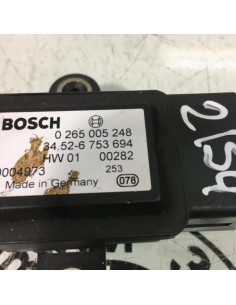 BOSCH
0 265 005 248
34.52-6 753 694
HW 01 00282
0004973 253
Made in Germany 078
2154